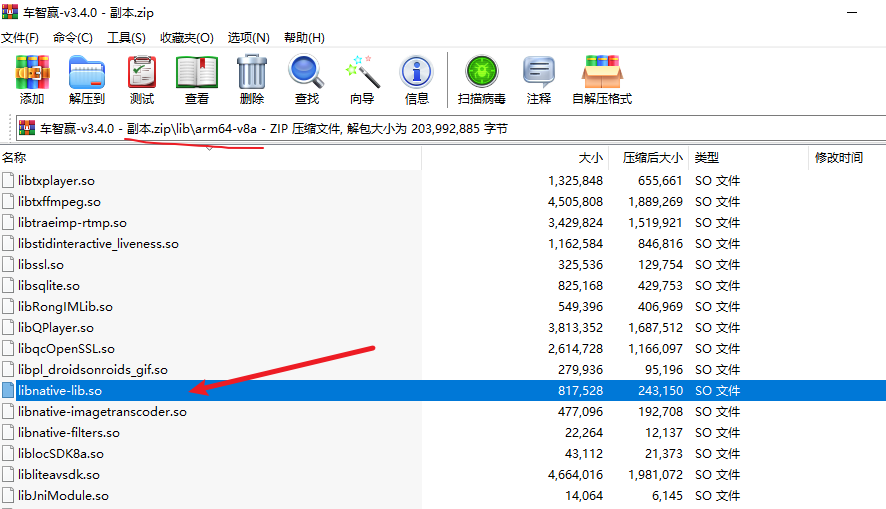 车智赢-v3.4.0 - 副本.zip
文件(F) 命令(C) 工具(S) 收藏夹(O) 选项(N) 帮助(H)
添加 解压到 测试 查看 删除 查找 向导 信息 扫描病毒 注释 自解压格式
车智赢-v3.4.0 - 副本.zip\lib\arm64-v8a - ZIP 压缩文件, 解包大小为 203,992,885 字节
名称 大小 压缩后大小 类型 修改时间
libtxplayer.so 1,325,848 655,661 SO 文件
libtxffmpeg.so 4,505,808 1,889,269 SO 文件
libtraeimp-rtmp.so 3,429,824 1,519,921 SO 文件
libstidinteractive_liveness.so 1,162,584 846,816 SO 文件
libssl.so 325,536 129,754 SO 文件
libsqlite.so 825,168 429,753 SO 文件
libRongIMLib.so 549,396 406,969 SO 文件
libQPlayer.so 3,813,352 1,687,512 SO 文件
libqcOpenSSL.so 2,614,728 1,166,097 SO 文件
libpl_droidsonroids_gif.so 279,936 95,196 SO 文件
libnative-lib.so 817,528 243,150 SO 文件
libnative-imagetranscoder.so 477,096 192,708 SO 文件
libnative-filters.so 22,264 12,137 SO 文件
liblocSDK8a.so 43,112 21,373 SO 文件
libliteavsdk.so 4,664,016 1,981,072 SO 文件
libJniModule.so 14,064 6,145 SO 文件